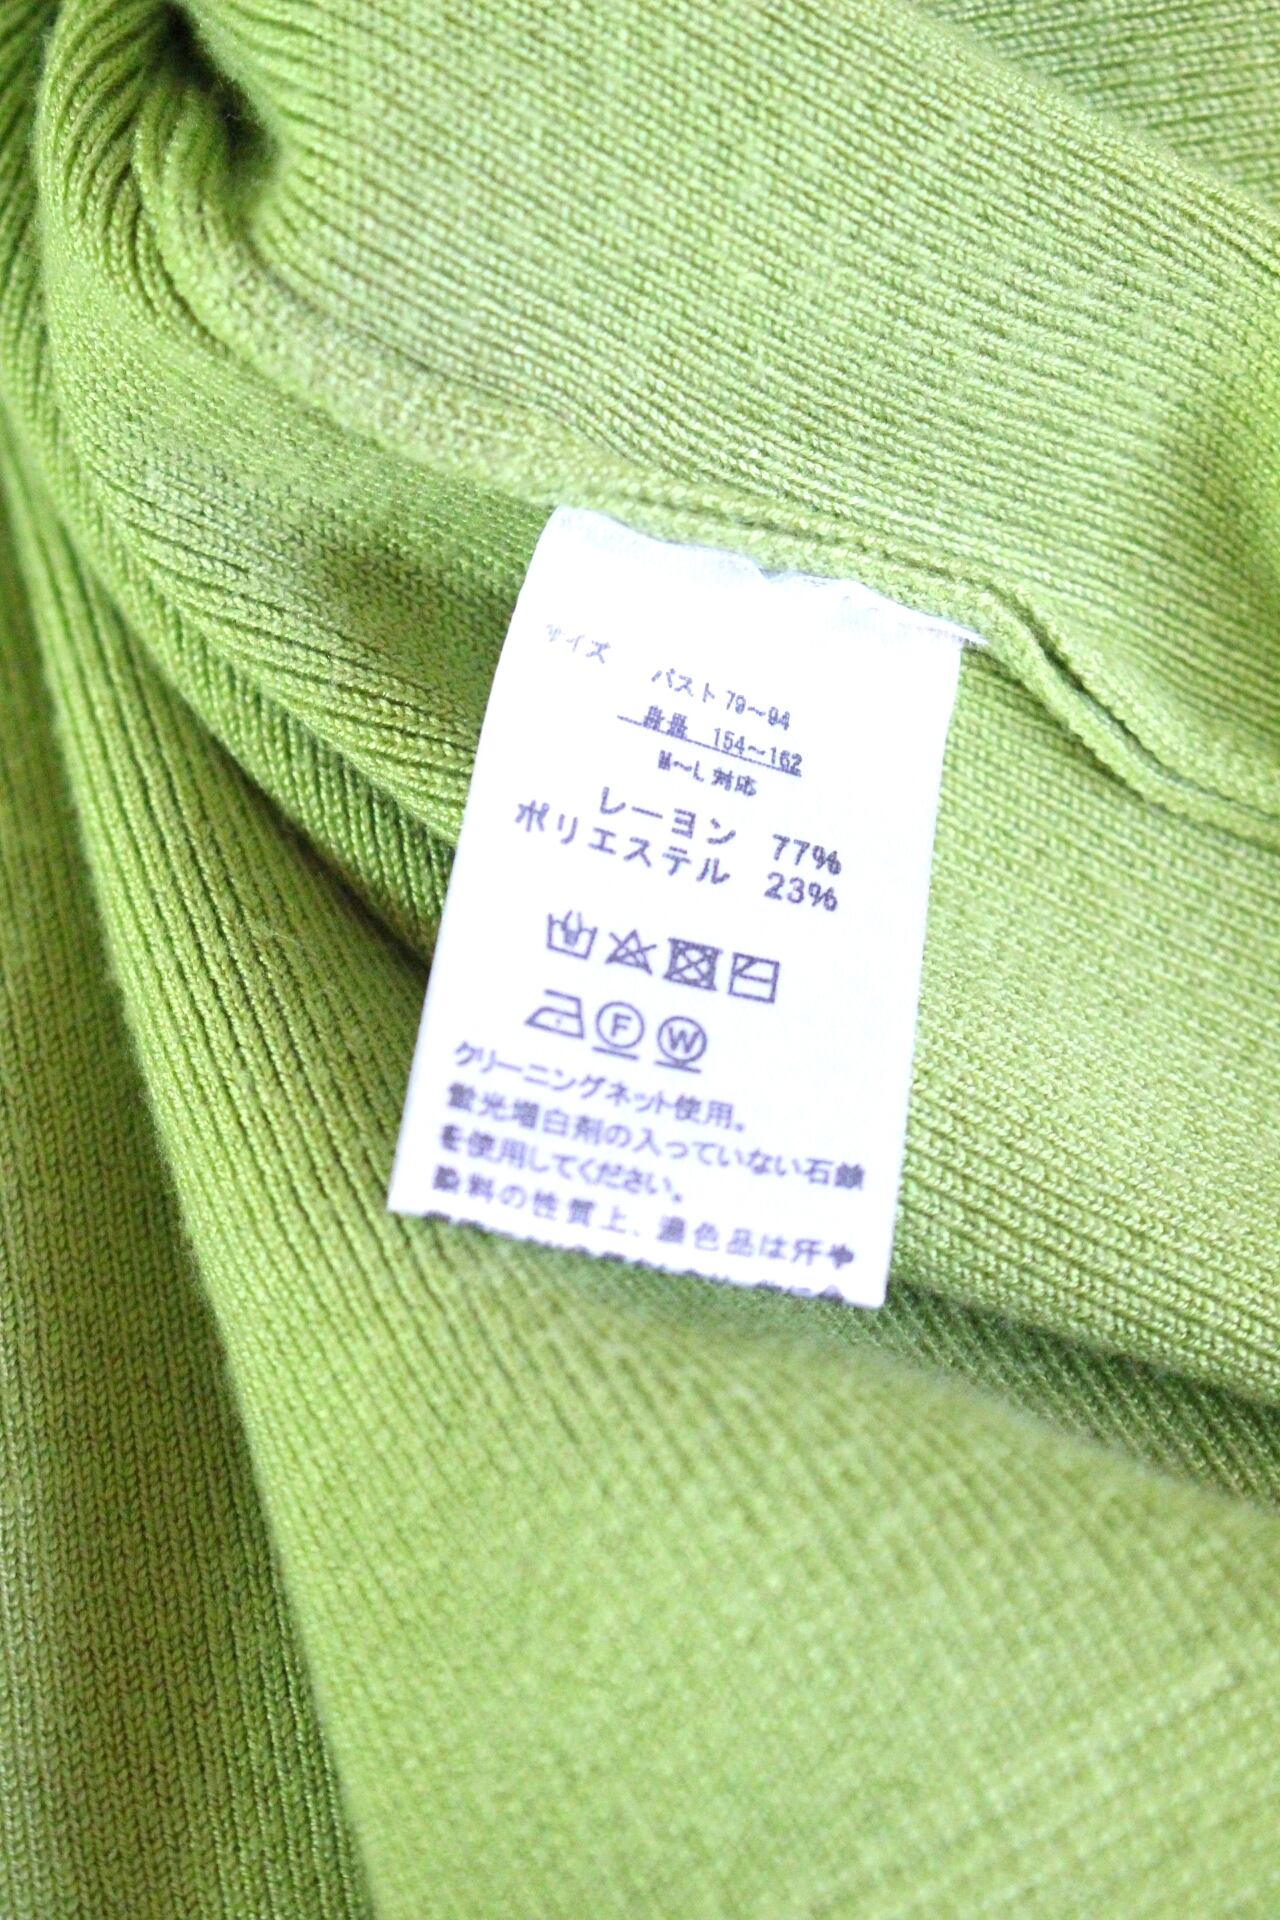 サイズ バスト 79～94
身長 154～162
M～L 対応
レーヨン 77%
ポリエステル 23%
F W
クリーニングネット使用。
蛍光増白剤の入っていない石鹸
を使用してください。
染料の性質上、濃色品は汗や